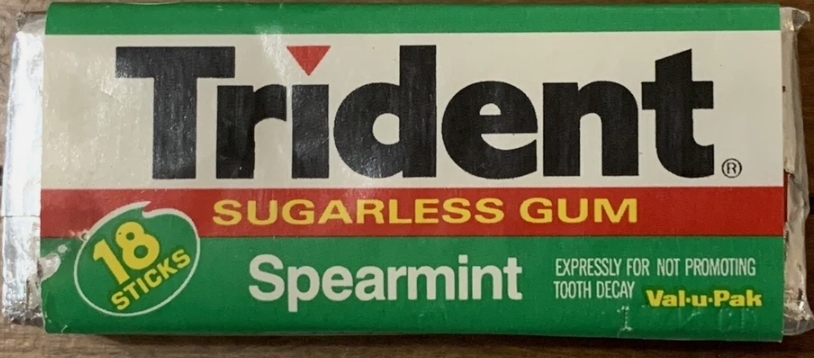 Trident®
SUGARLESS GUM
18
STICKS
Spearmint
EXPRESSLY FOR NOT PROMOTING
TOOTH DECAY
Val·u·Pak